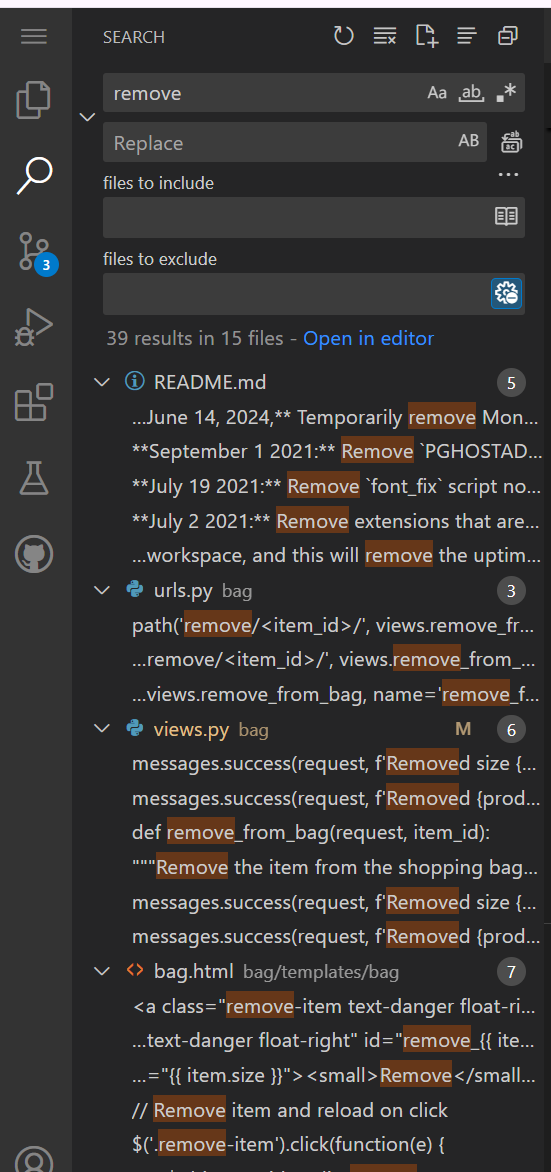 SEARCH
remove
Aa
ab
.*
Replace
AB
ab
ac
...
files to include
files to exclude
3
39 results in 15 files - Open in editor
README.md 5
...June 14, 2024,** Temporarily remove Mon...
**September 1 2021:** Remove `PGHOSTAD...
**July 19 2021:** Remove `font_fix` script no...
**July 2 2021:** Remove extensions that are...
...workspace, and this will remove the uptim...
urls.py bag 3
path('remove/<item_id>/', views.remove_fr...
...remove/<item_id>/', views.remove_from_...
...views.remove_from_bag, name='remove_f...
views.py bag M 6
messages.success(request, f'Removed size {...
messages.success(request, f'Removed {prod...
def remove_from_bag(request, item_id):
"""Remove the item from the shopping bag...
messages.success(request, f'Removed size {...
messages.success(request, f'Removed {prod...
bag.html bag/templates/bag 7
<a class="remove-item text-danger float-ri...
...text-danger float-right" id="remove_{{ ite...
...="{{ item.size }}"><small>Remove</small...
// Remove item and reload on click
$('.remove-item').click(function(e) {